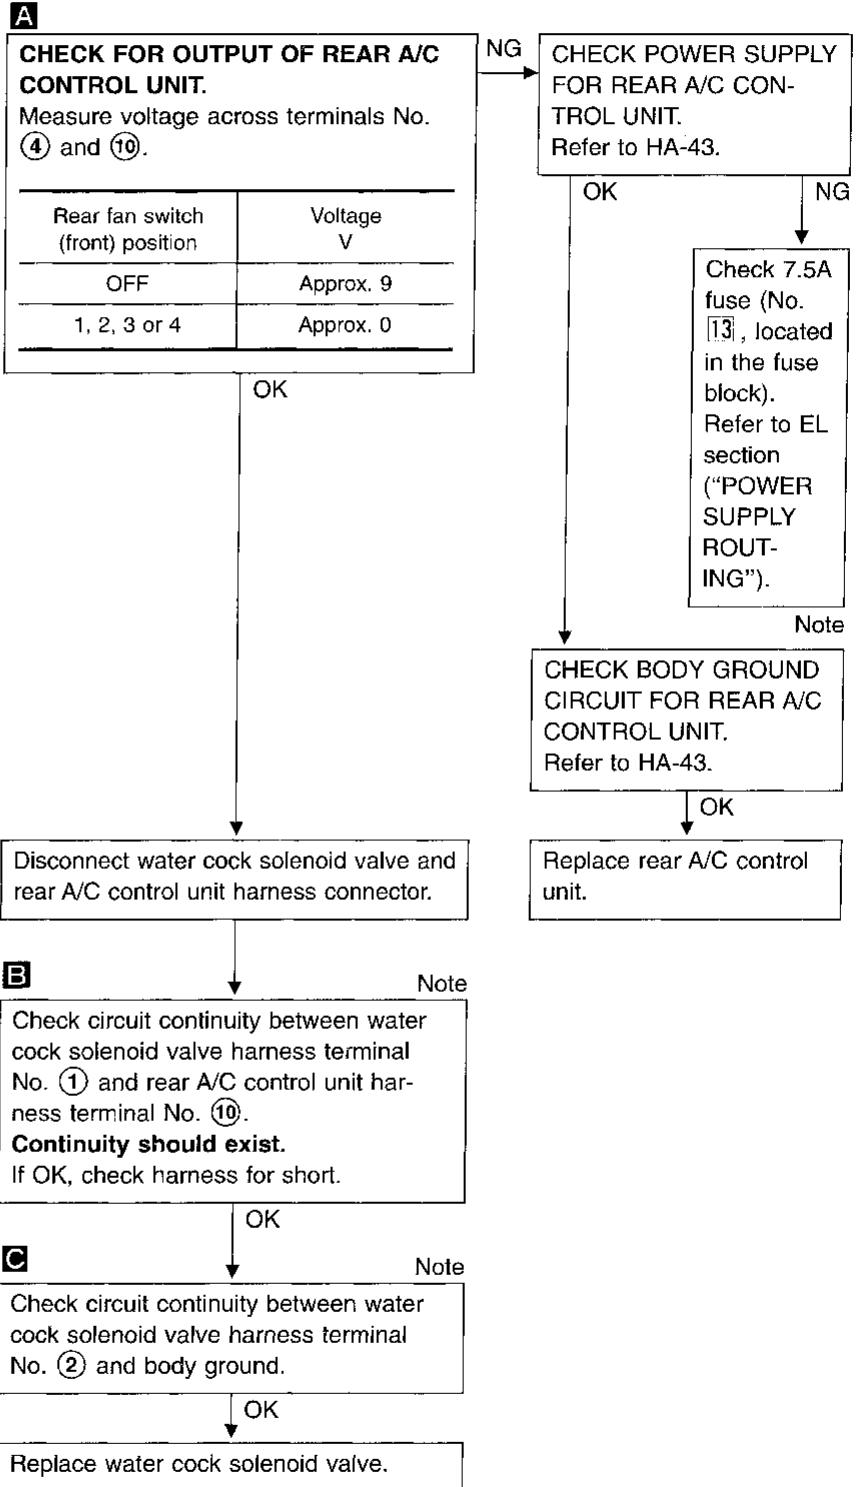 A
CHECK FOR OUTPUT OF REAR A/C
CONTROL UNIT.
Measure voltage across terminals No.
④ and ⑩.
Rear fan switch
(front) position
Voltage
V
OFF
Approx. 9
1, 2, 3 or 4
Approx. 0
NG
CHECK POWER SUPPLY
FOR REAR A/C CON-
TROL UNIT.
Refer to HA-43.
OK
NG
Check 7.5A
fuse (No.
13, located
in the fuse
block).
Refer to EL
section
(“POWER
SUPPLY
ROUT-
ING”).
Note
CHECK BODY GROUND
CIRCUIT FOR REAR A/C
CONTROL UNIT.
Refer to HA-43.
OK
Replace rear A/C control
unit.
OK
Disconnect water cock solenoid valve and
rear A/C control unit harness connector.
B
Note
Check circuit continuity between water
cock solenoid valve harness terminal
No. ① and rear A/C control unit har-
ness terminal No. ⑩.
Continuity should exist.
If OK, check harness for short.
OK
C
Note
Check circuit continuity between water
cock solenoid valve harness terminal
No. ② and body ground.
OK
Replace water cock solenoid valve.